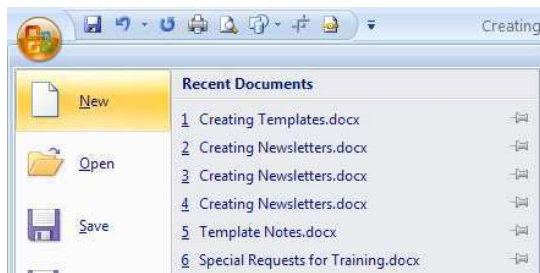 Creating
New
Open
Save
Recent Documents
1 Creating Templates.docx
2 Creating Newsletters.docx
3 Creating Newsletters.docx
4 Creating Newsletters.docx
5 Template Notes.docx
6 Special Requests for Training.docx